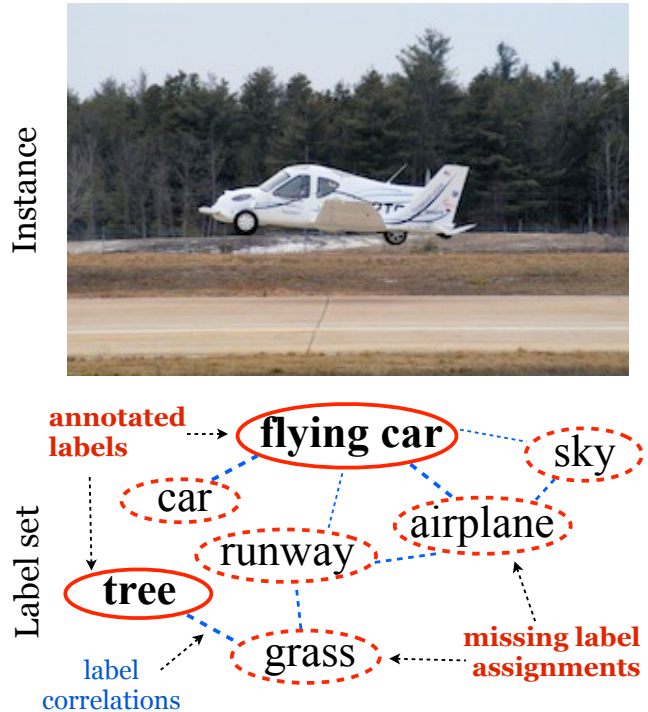 Instance
annotated
labels
flying car
sky
car
airplane
runway
tree
grass
Label set
label
correlations
missing label
assignments